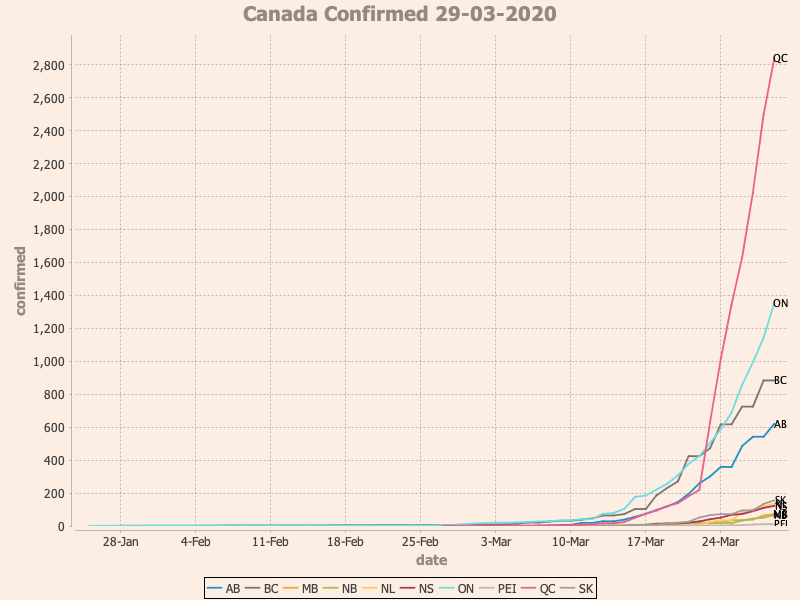 Canada Confirmed 29-03-2020
2,800
2,600
2,400
2,200
2,000
1,800
1,600
1,400
1,200
1,000
800
600
400
200
0
confirmed
QC
ON
BC
AB
SK
NS
PEI
28-Jan
4-Feb
11-Feb
18-Feb
25-Feb
3-Mar
10-Mar
17-Mar
24-Mar
date
AB BC MB NB NL NS ON PEI QC SK